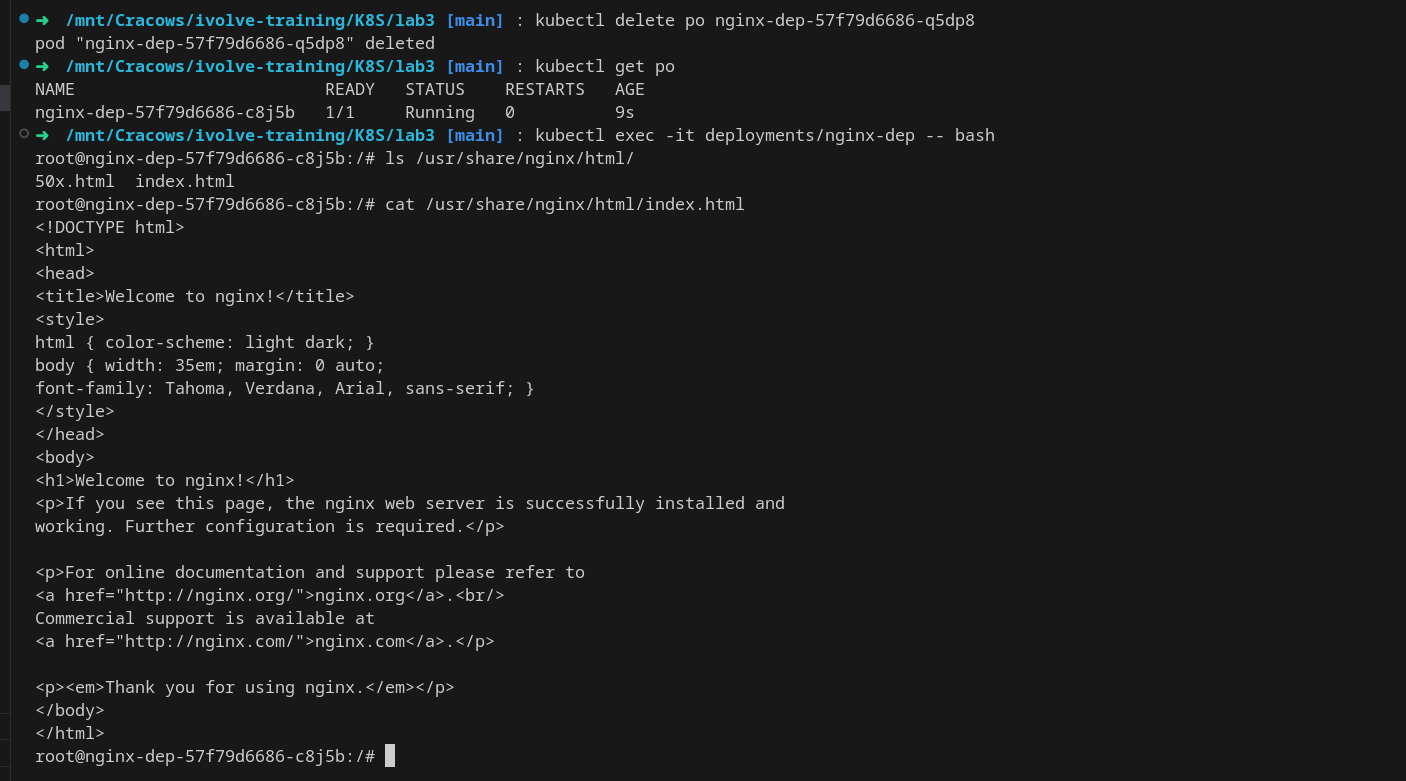 ➜  /mnt/Cracows/ivolve-training/K8S/lab3 [main] : kubectl delete po nginx-dep-57f79d6686-q5dp8
pod "nginx-dep-57f79d6686-q5dp8" deleted
➜  /mnt/Cracows/ivolve-training/K8S/lab3 [main] : kubectl get po
NAME                         READY   STATUS    RESTARTS   AGE
nginx-dep-57f79d6686-c8j5b   1/1     Running   0          9s
➜  /mnt/Cracows/ivolve-training/K8S/lab3 [main] : kubectl exec -it deployments/nginx-dep -- bash
root@nginx-dep-57f79d6686-c8j5b:/# ls /usr/share/nginx/html/
50x.html  index.html
root@nginx-dep-57f79d6686-c8j5b:/# cat /usr/share/nginx/html/index.html
<!DOCTYPE html>
<html>
<head>
<title>Welcome to nginx!</title>
<style>
html { color-scheme: light dark; }
body { width: 35em; margin: 0 auto;
font-family: Tahoma, Verdana, Arial, sans-serif; }
</style>
</head>
<body>
<h1>Welcome to nginx!</h1>
<p>If you see this page, the nginx web server is successfully installed and
working. Further configuration is required.</p>

<p>For online documentation and support please refer to
<a href="http://nginx.org/">nginx.org</a>.<br/>
Commercial support is available at
<a href="http://nginx.com/">nginx.com</a>.</p>

<p><em>Thank you for using nginx.</em></p>
</body>
</html>
root@nginx-dep-57f79d6686-c8j5b:/#